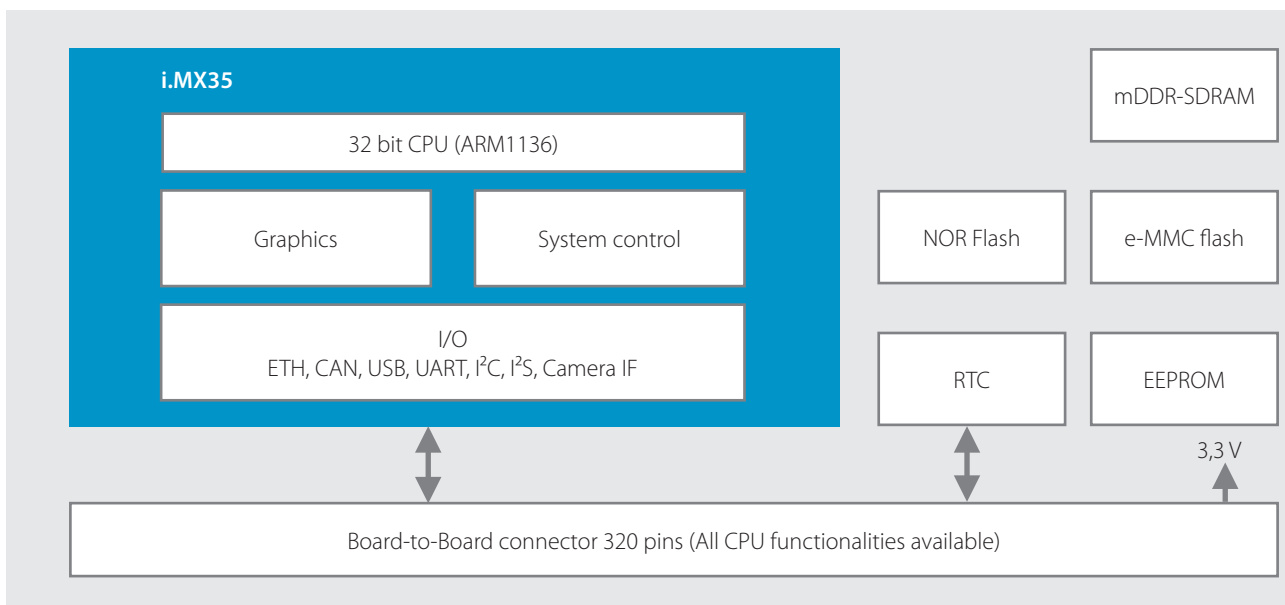 i.MX35
mDDR-SDRAM
32 bit CPU (ARM1136)
Graphics
System control
NOR Flash
e-MMC flash
I/O
ETH, CAN, USB, UART, I²C, I²S, Camera IF
RTC
EEPROM
3,3 V
Board-to-Board connector 320 pins (All CPU functionalities available)